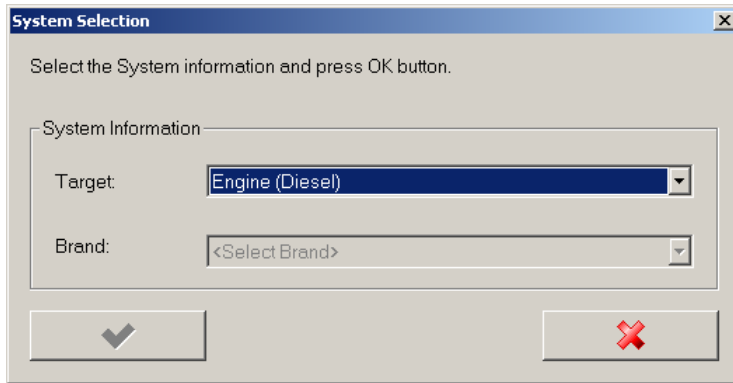 System Selection
Select the System information and press OK button.
System Information
Target:
Engine (Diesel)
Brand:
<Select Brand>